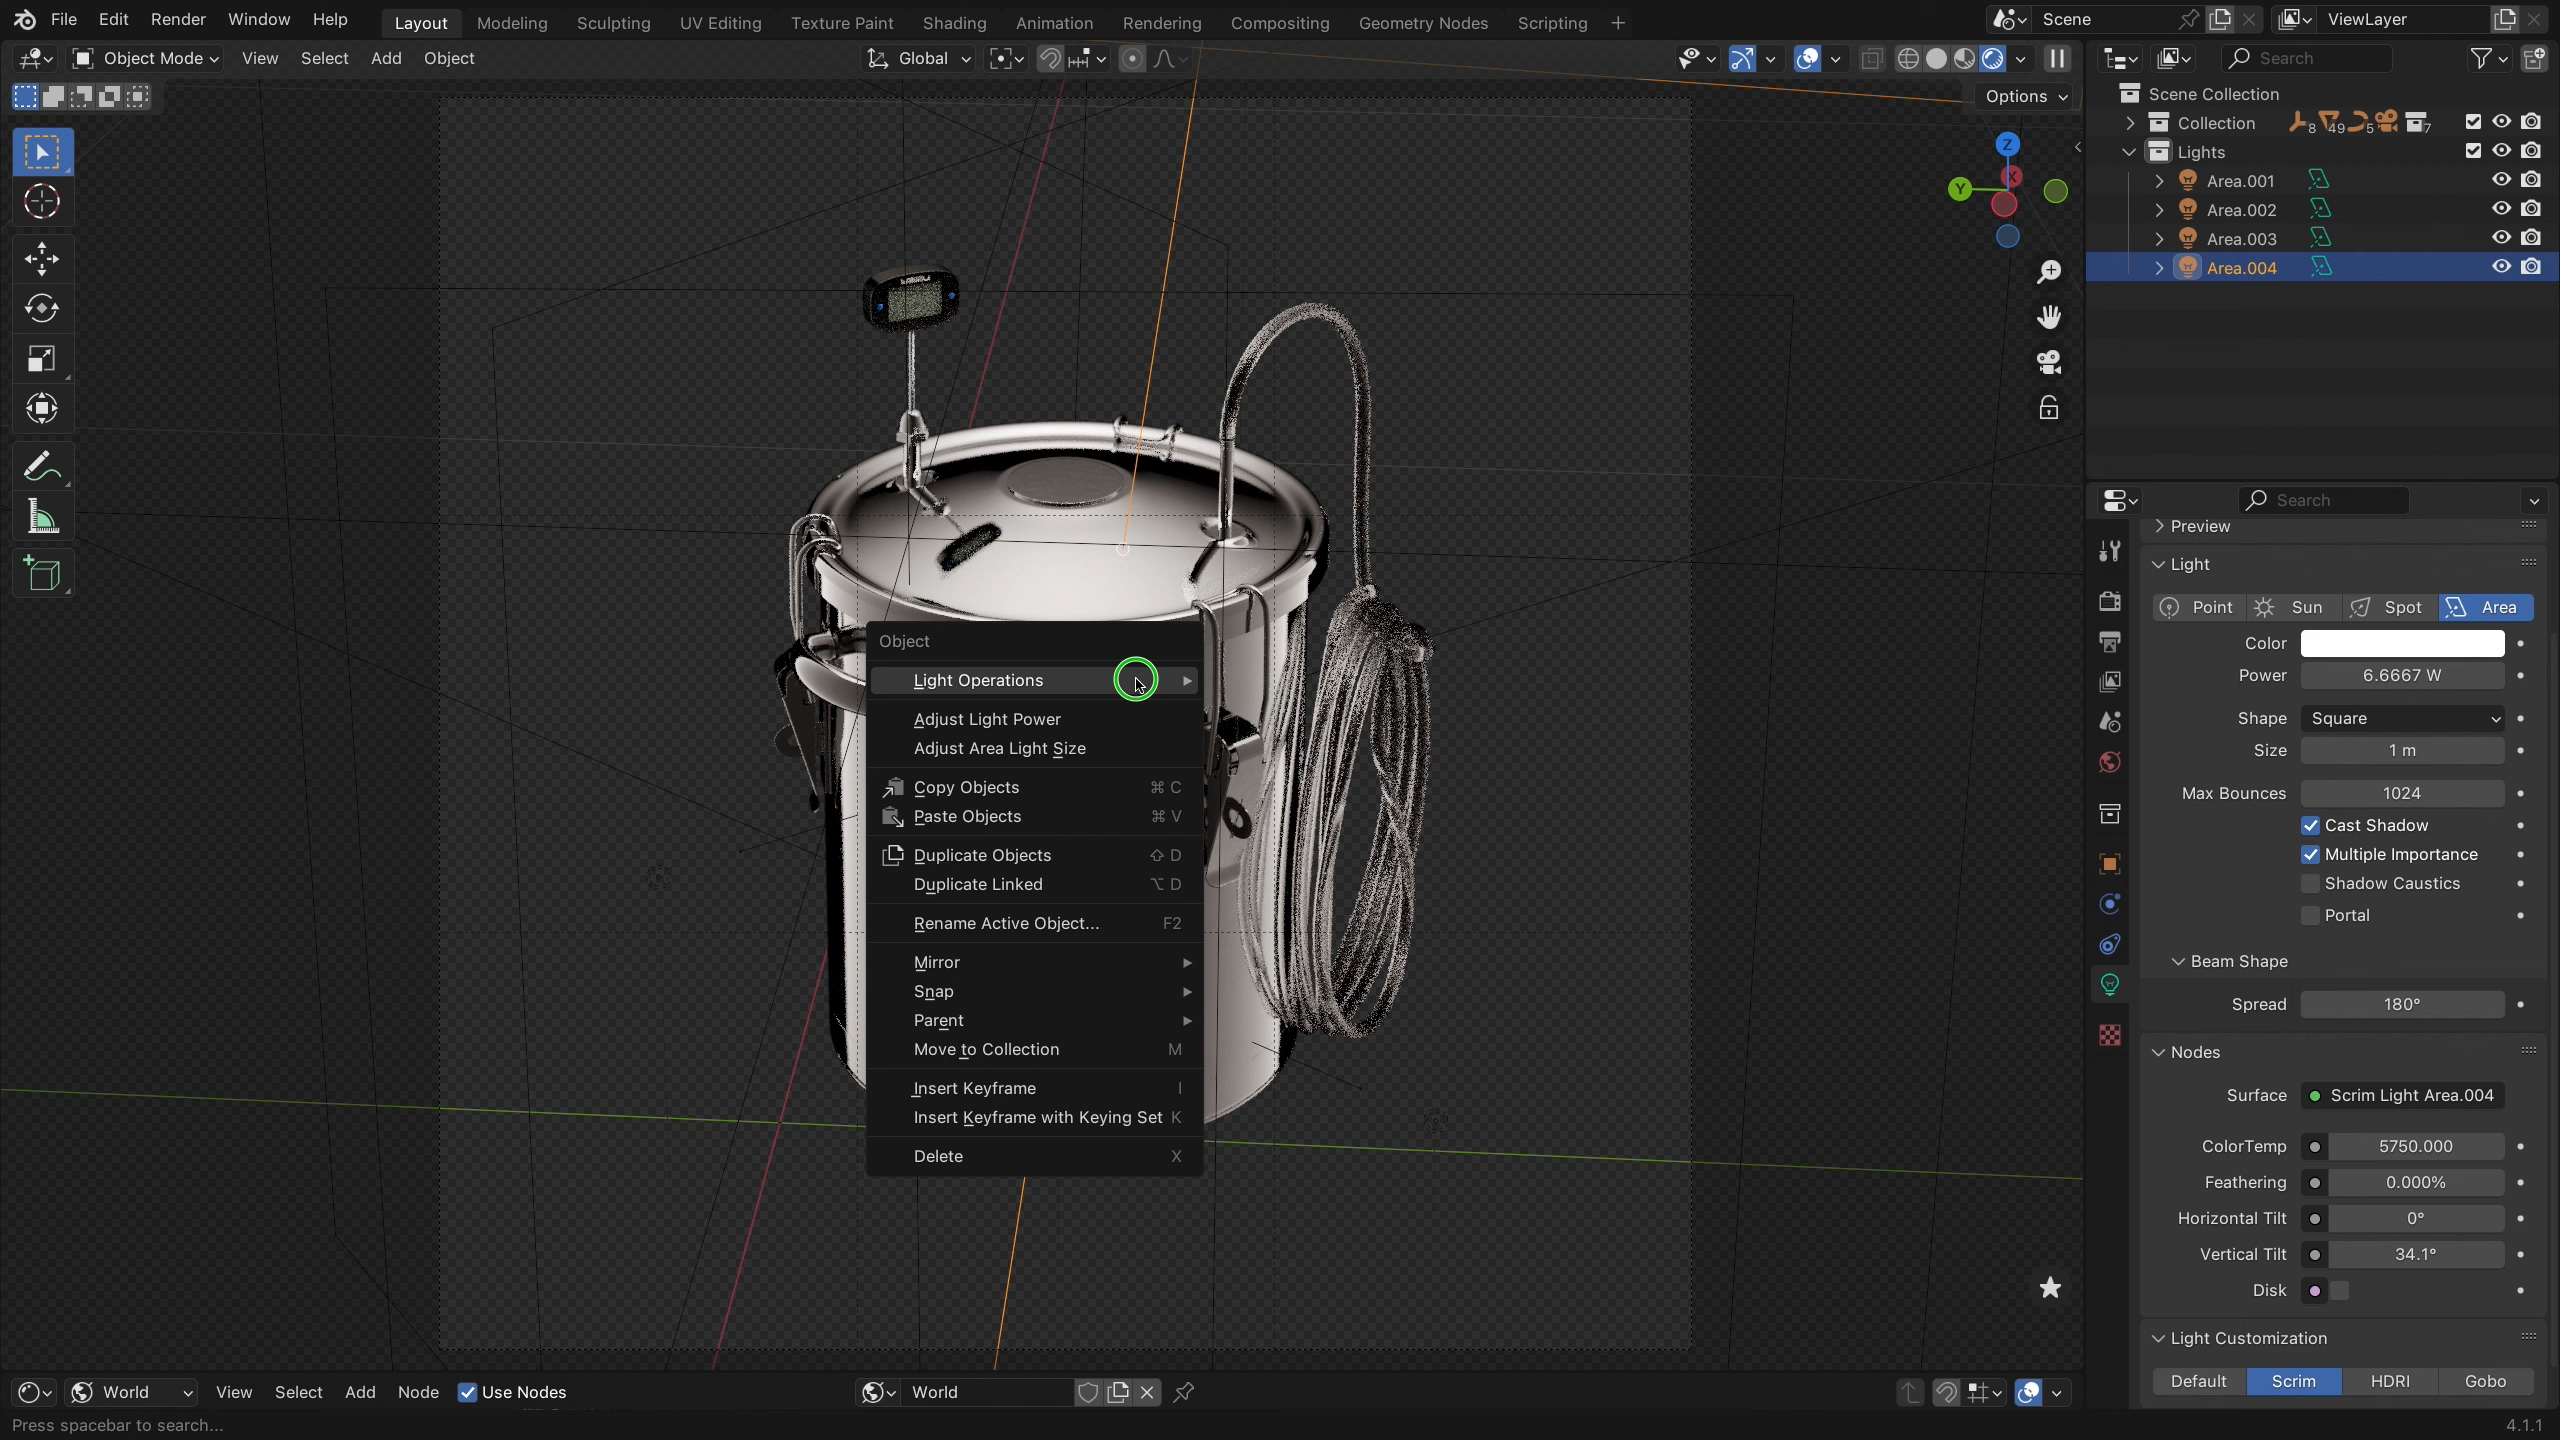 File Edit Render Window Help Layout Modeling Sculpting UV Editing Texture Paint Shading Animation Rendering Compositing Geometry Nodes Scripting + Scene ViewLayer
Object Mode View Select Add Object Global Search
Options
Scene Collection
Collection 8 49 5 7
Lights
Area.001
Area.002
Area.003
Area.004
Z
X
Y
Search
Preview
Light
Point Sun Spot Area
Color
Power 6.6667 W
Shape Square
Size 1 m
Max Bounces 1024
Cast Shadow
Multiple Importance
Shadow Caustics
Portal
Beam Shape
Spread 180°
Nodes
Surface Scrim Light Area.004
ColorTemp 5750.000
Feathering 0.000%
Horizontal Tilt 0°
Vertical Tilt 34.1°
Disk
Light Customization
Default Scrim HDRI Gobo
Object
Light Operations
Adjust Light Power
Adjust Area Light Size
Copy Objects ⌘ C
Paste Objects ⌘ V
Duplicate Objects ⇧ D
Duplicate Linked ⌥ D
Rename Active Object... F2
Mirror
Snap
Parent
Move to Collection M
Insert Keyframe I
Insert Keyframe with Keying Set K
Delete X
World View Select Add Node Use Nodes World
Press spacebar to search... 4.1.1